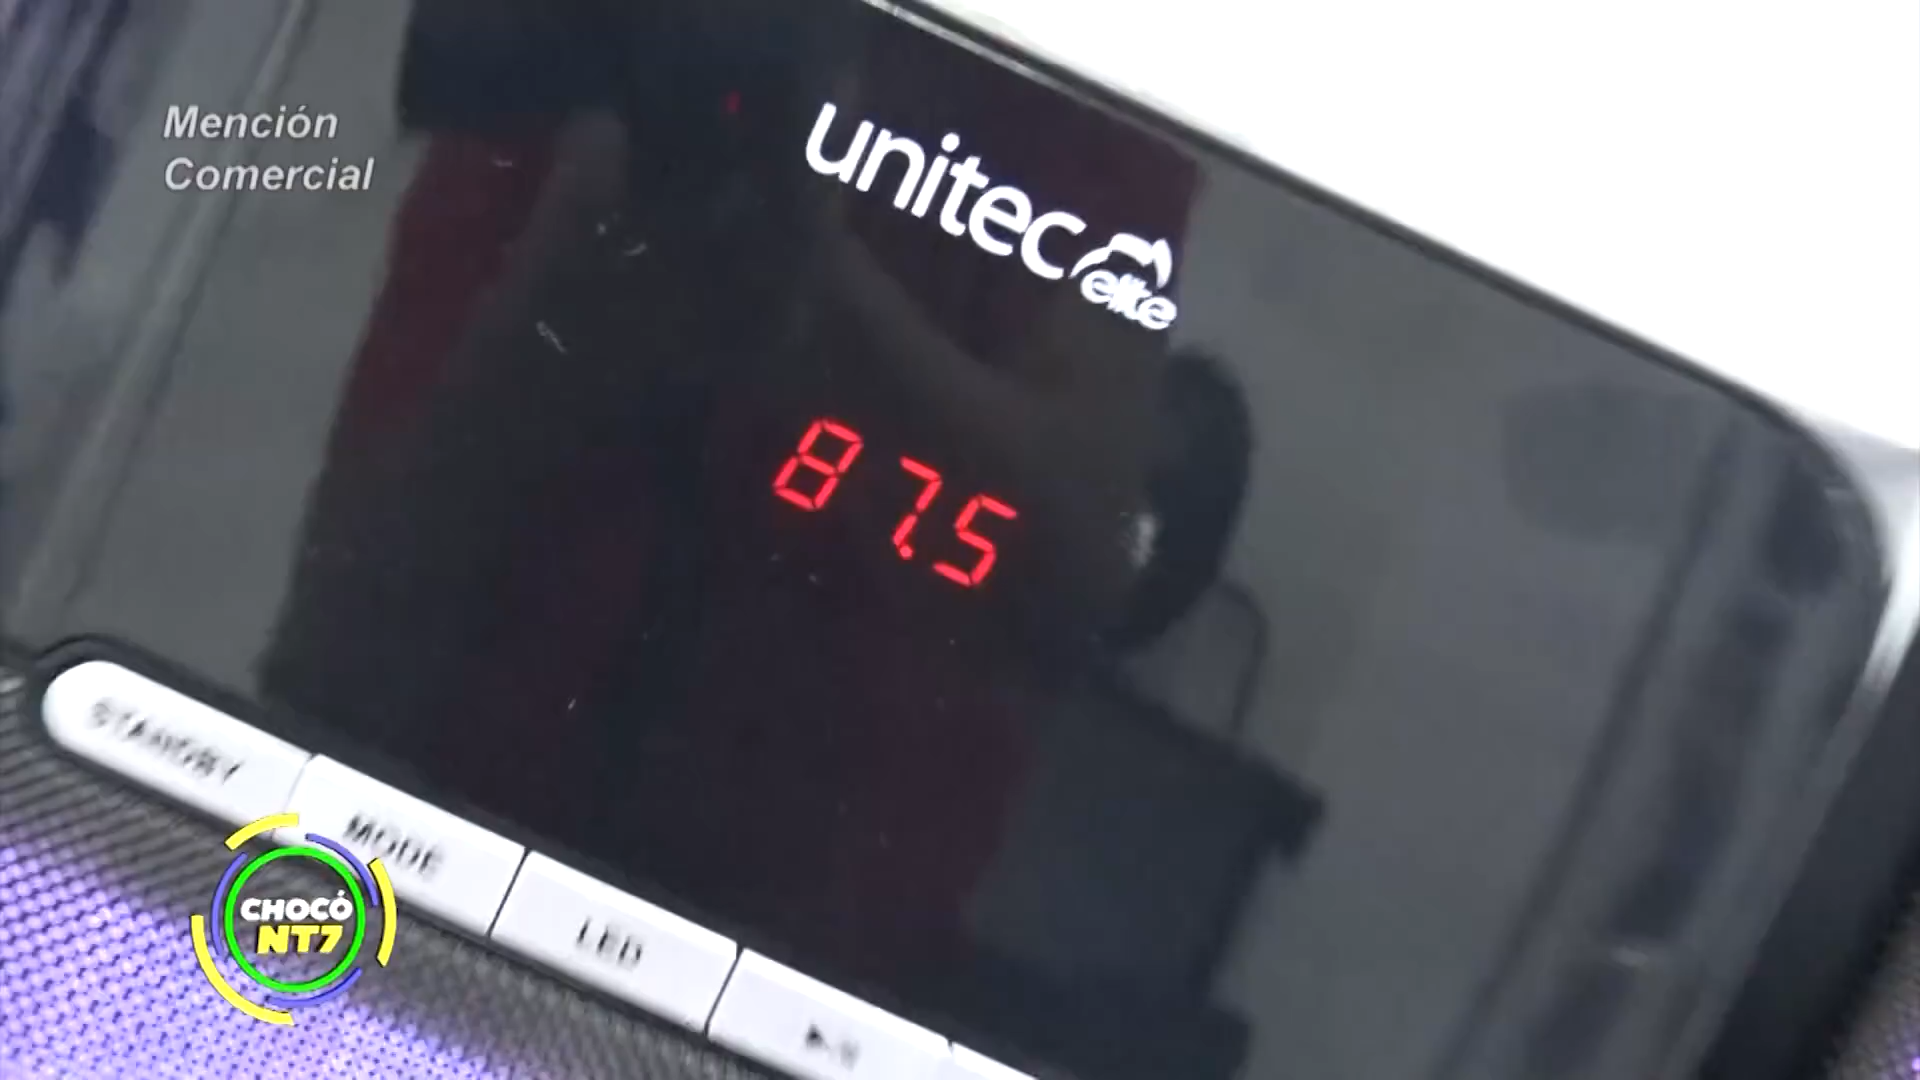 Mención
Comercial
unitec
elite
87.5
STANDBY
MODE
LED
CHOCÓ
NT7